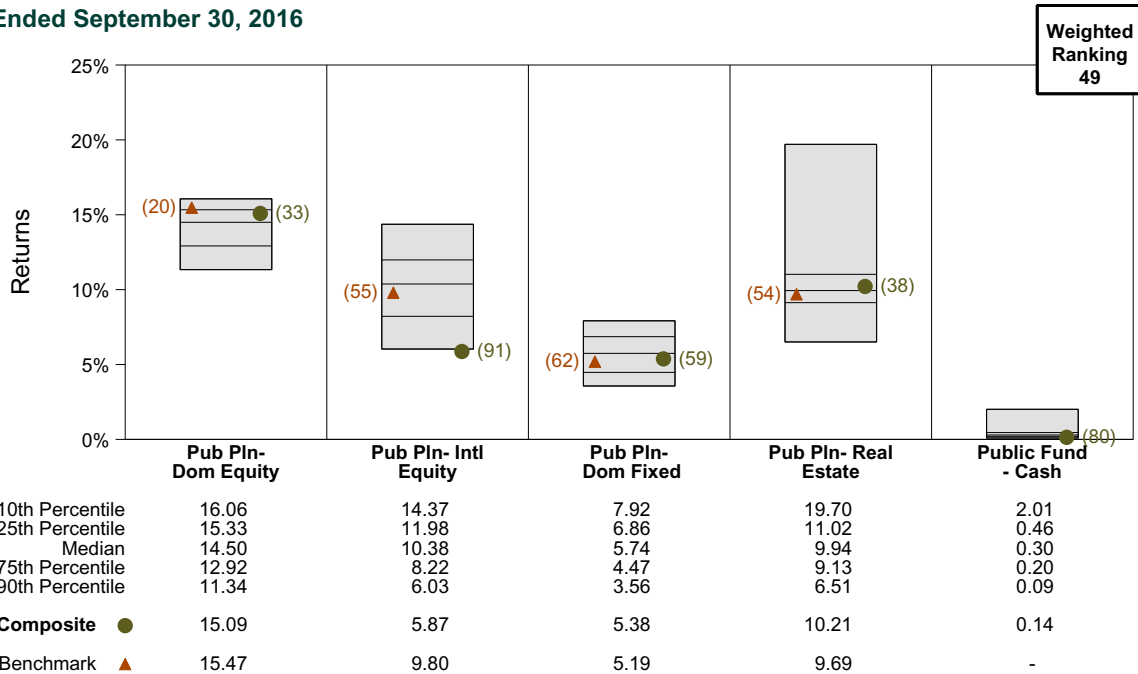 Ended September 30, 2016
Weighted
Ranking
49
25%
20%
15%
10%
5%
0%
Returns
(20)
(33)
(55)
(91)
(62)
(59)
(54)
(38)
(80)
Pub Pln- Dom Equity
Pub Pln- Intl Equity
Pub Pln- Dom Fixed
Pub Pln- Real Estate
Public Fund - Cash
10th Percentile 16.06 14.37 7.92 19.70 2.01
25th Percentile 15.33 11.98 6.86 11.02 0.46
Median 14.50 10.38 5.74 9.94 0.30
75th Percentile 12.92 8.22 4.47 9.13 0.20
90th Percentile 11.34 6.03 3.56 6.51 0.09
Composite 15.09 5.87 5.38 10.21 0.14
Benchmark 15.47 9.80 5.19 9.69 -